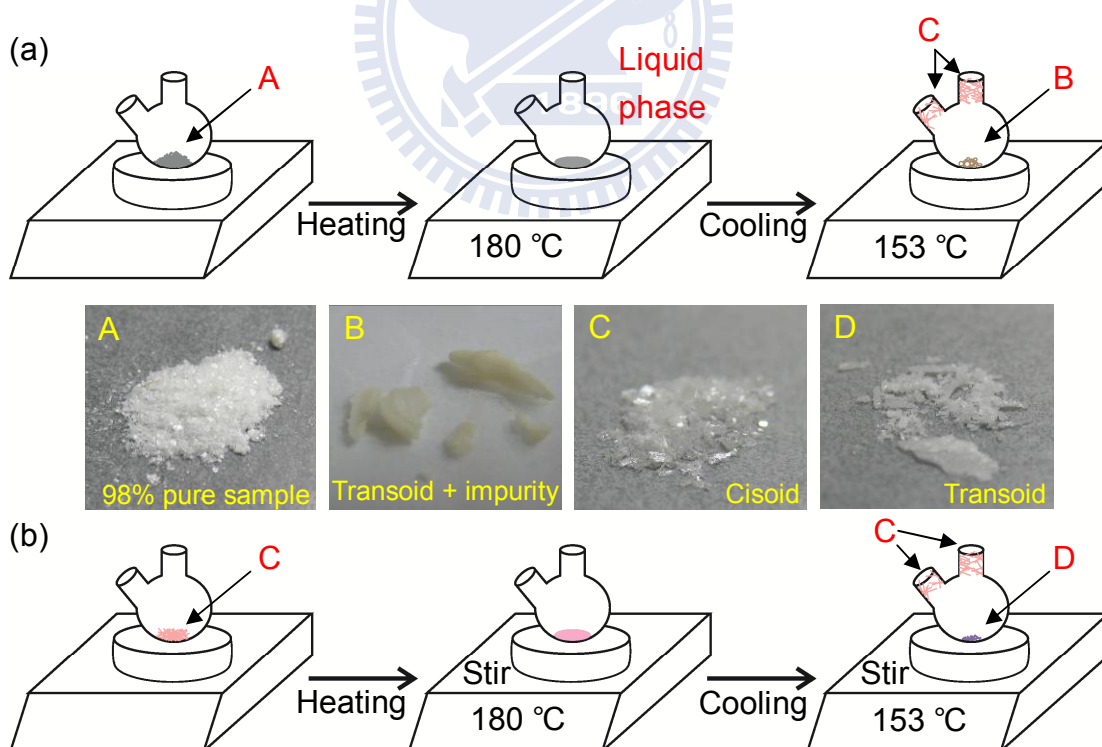 (a)
A
Heating
Liquid
phase
1896
180 ℃
Cooling
C
B
153 ℃
A
98% pure sample
B
Transoid + impurity
C
Cisoid
D
Transoid
(b)
C
Heating
Stir
180 ℃
Cooling
C
D
Stir
153 ℃